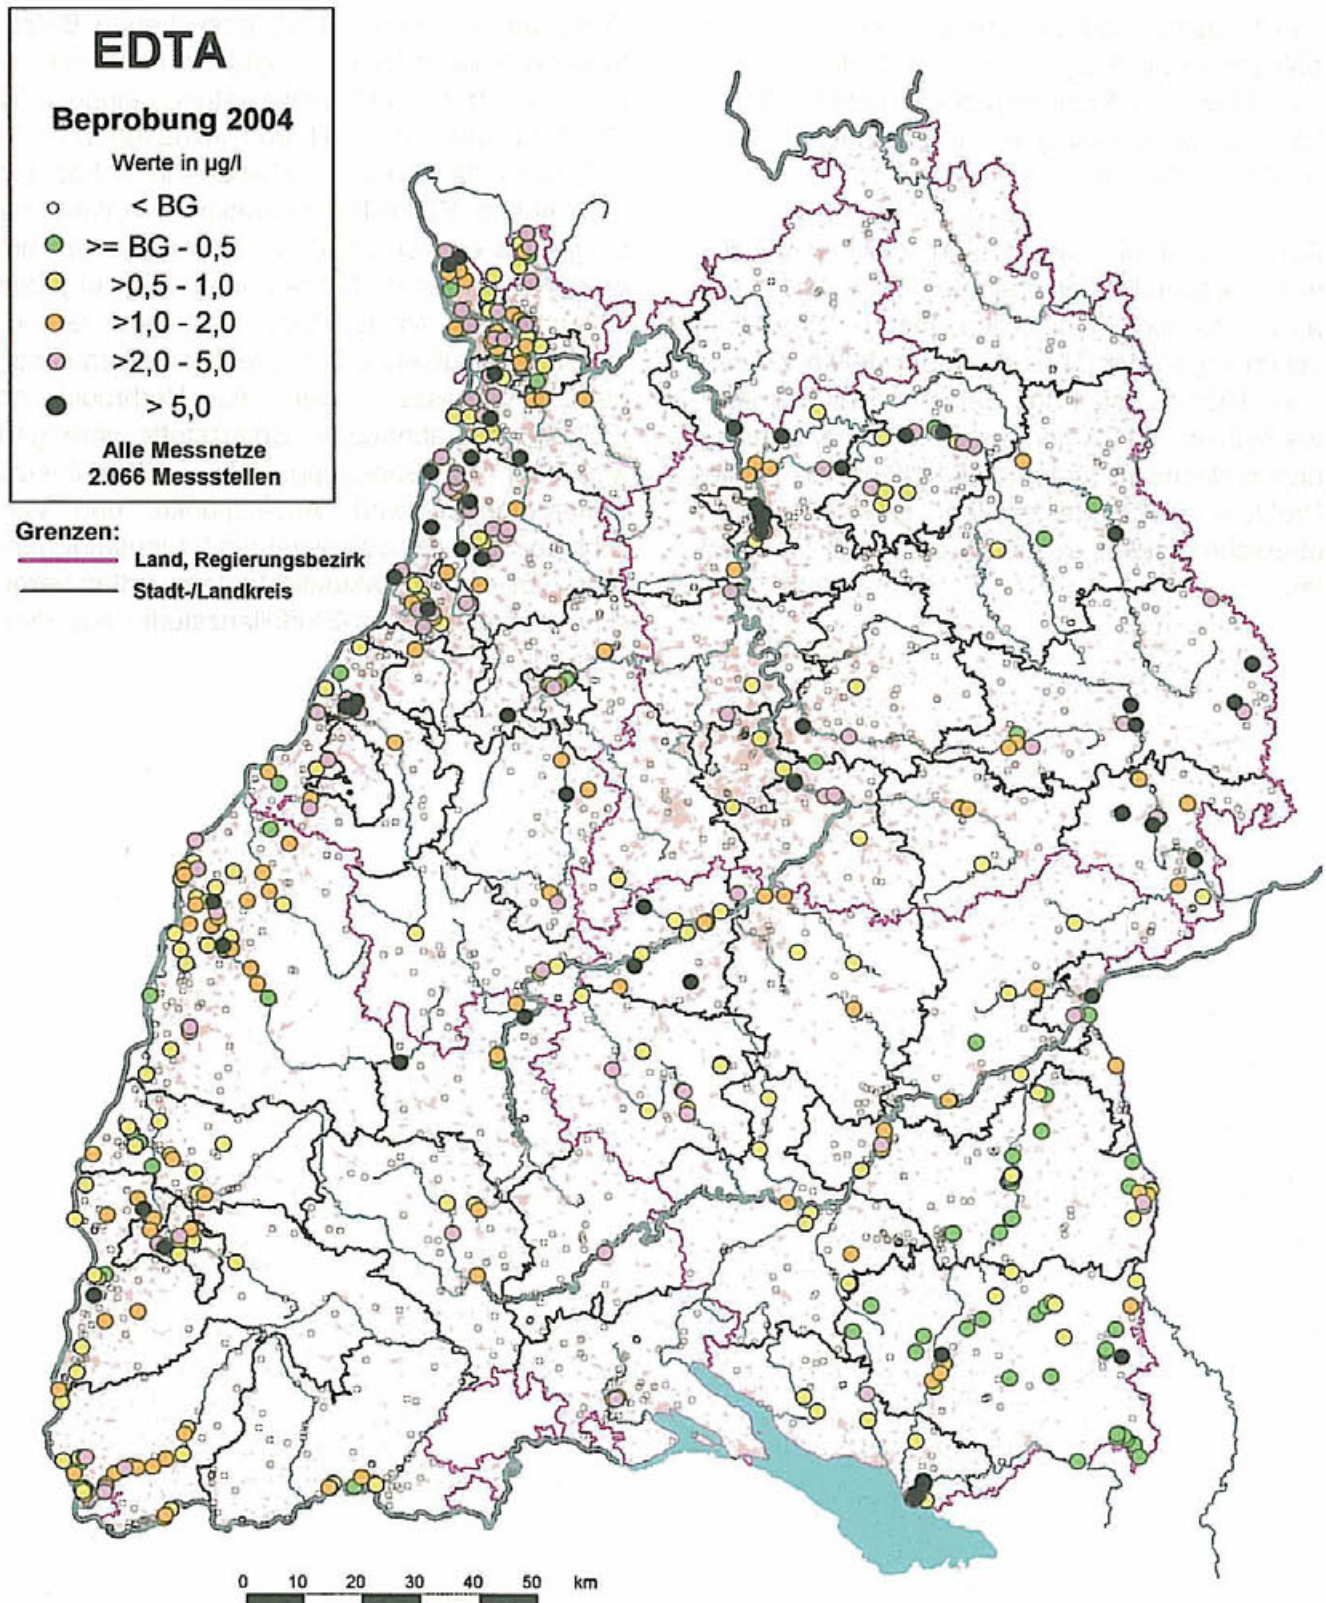 EDTA
Beprobung 2004
Werte in µg/l
< BG
>= BG - 0,5
>0,5 - 1,0
>1,0 - 2,0
>2,0 - 5,0
> 5,0
Alle Messnetze
2.066 Messstellen
Grenzen:
Land, Regierungsbezirk
Stadt-/Landkreis
0 10 20 30 40 50 km